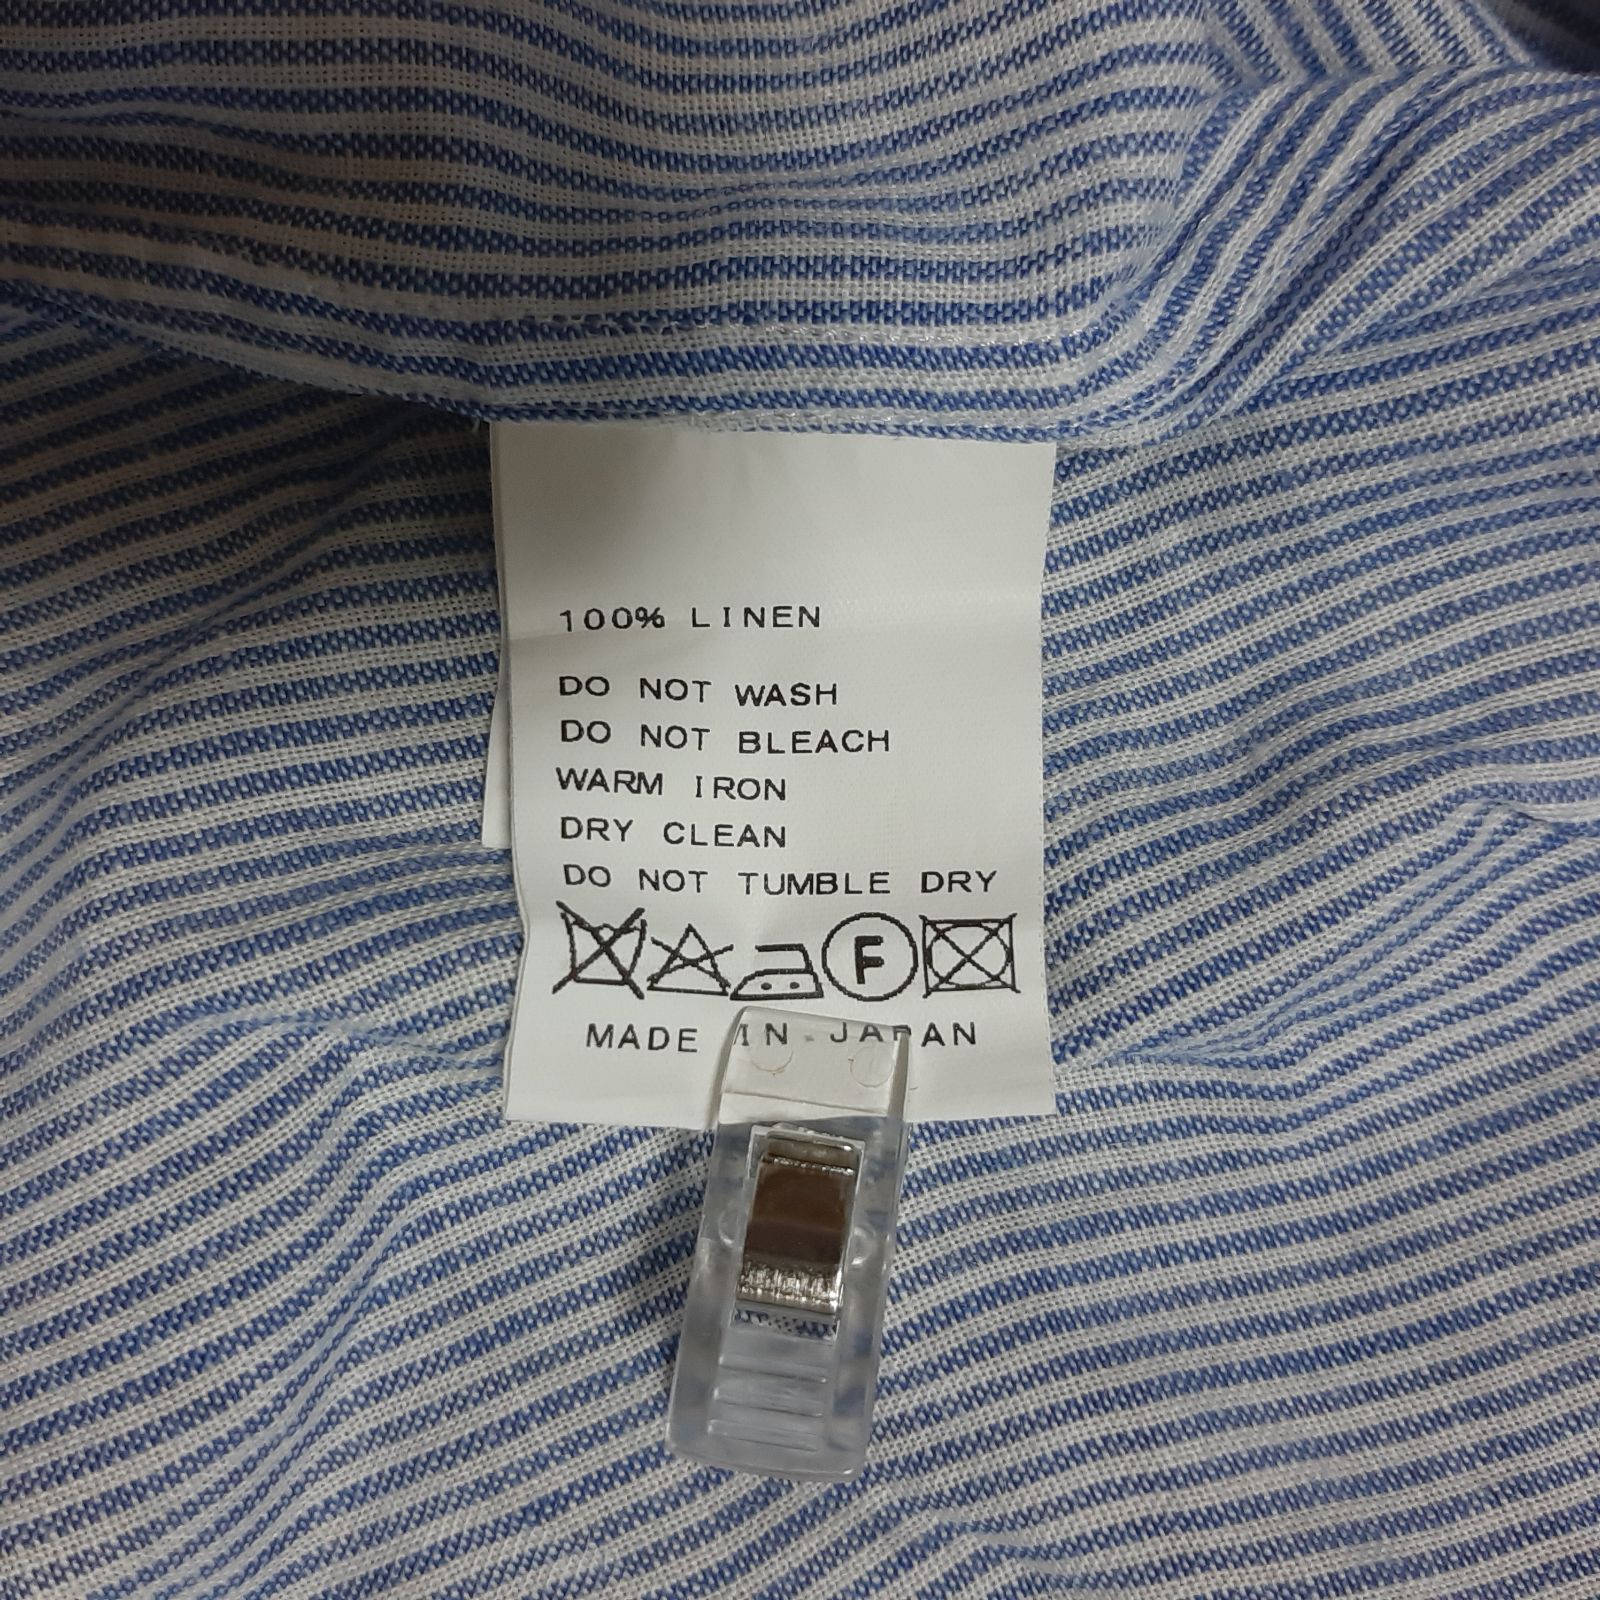 100% LINEN
DO NOT WASH
DO NOT BLEACH
WARM IRON
DRY CLEAN
DO NOT TUMBLE DRY
F
MADE IN JAPAN